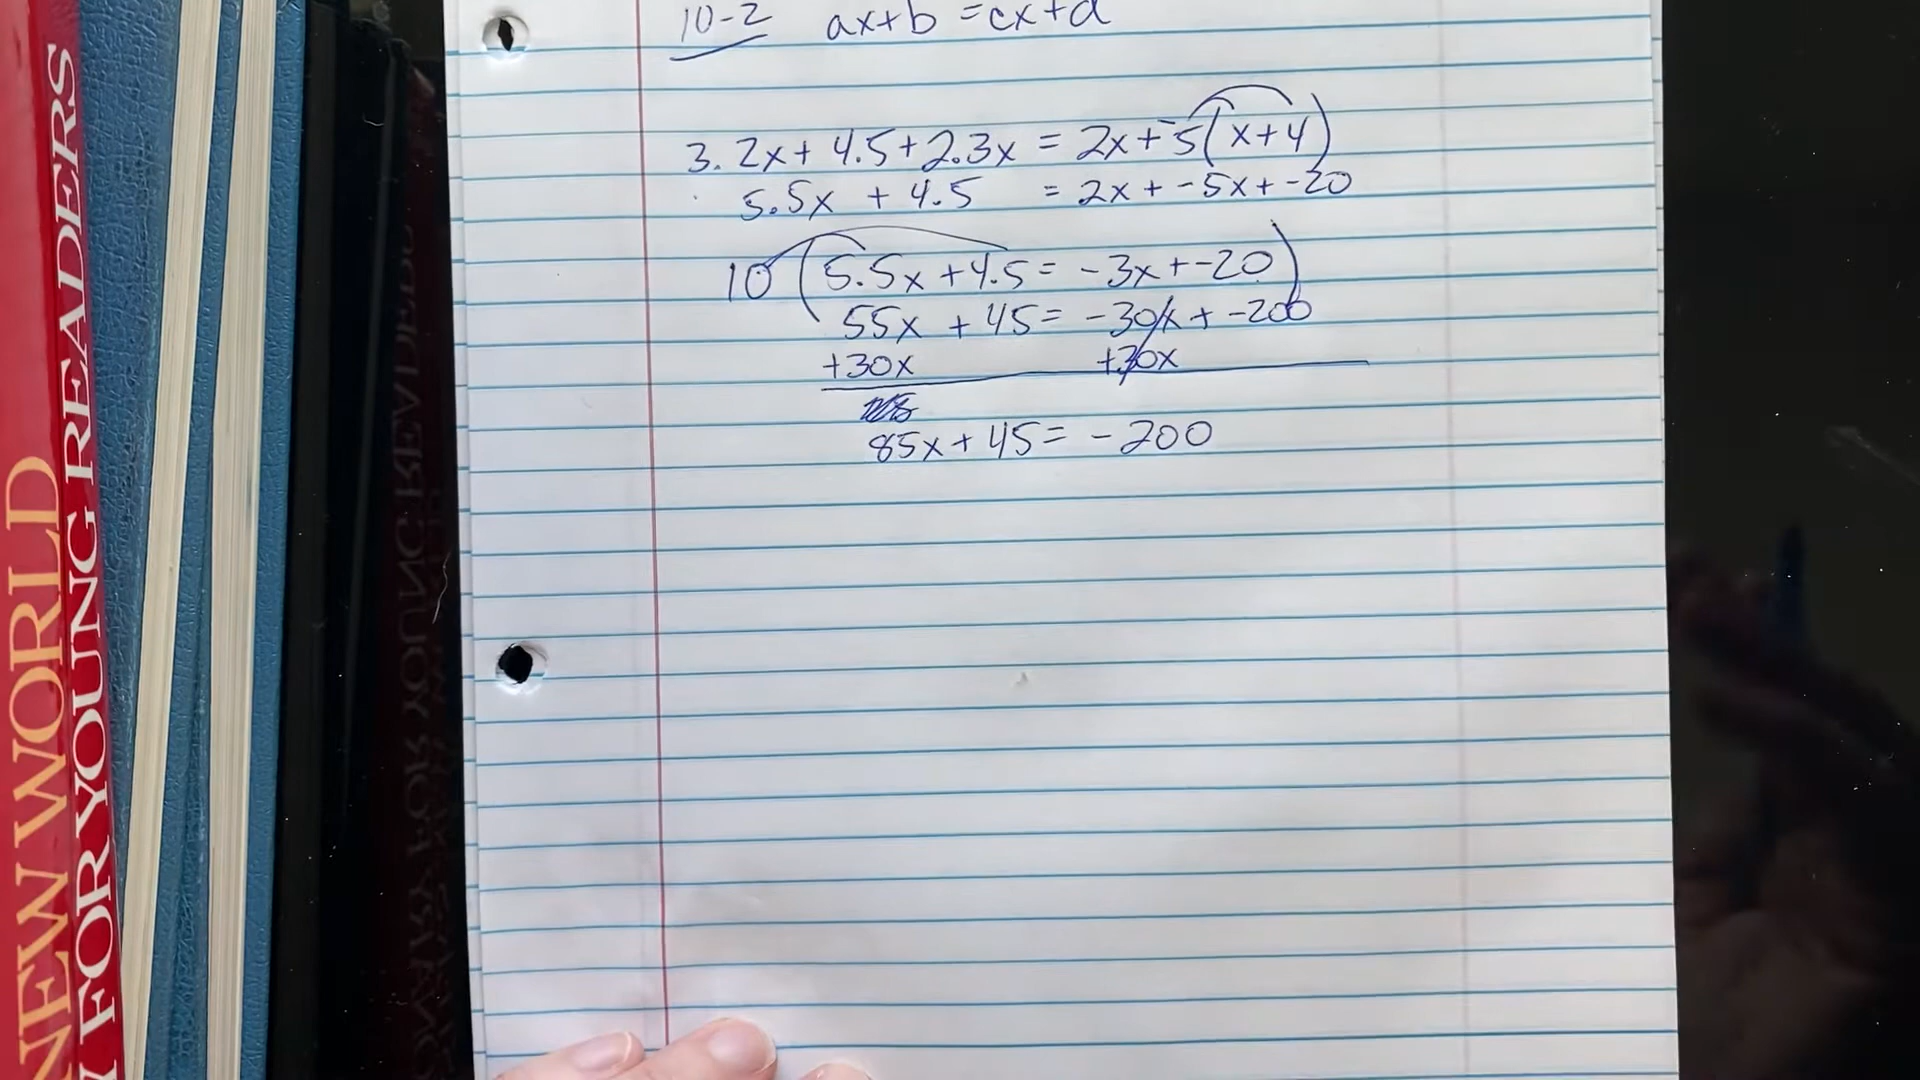 10-2 ax+b = cx+d
3. 2x + 4.5 + 2.3x = 2x + -5(x+4)
5.5x + 4.5 = 2x + -5x + -20
10 (5.5x + 4.5 = -3x + -20)
55x + 45 = -30x + -200
+30x +30x
85x + 45 = -200
NEW WORLD
FOR YOUNG READERS